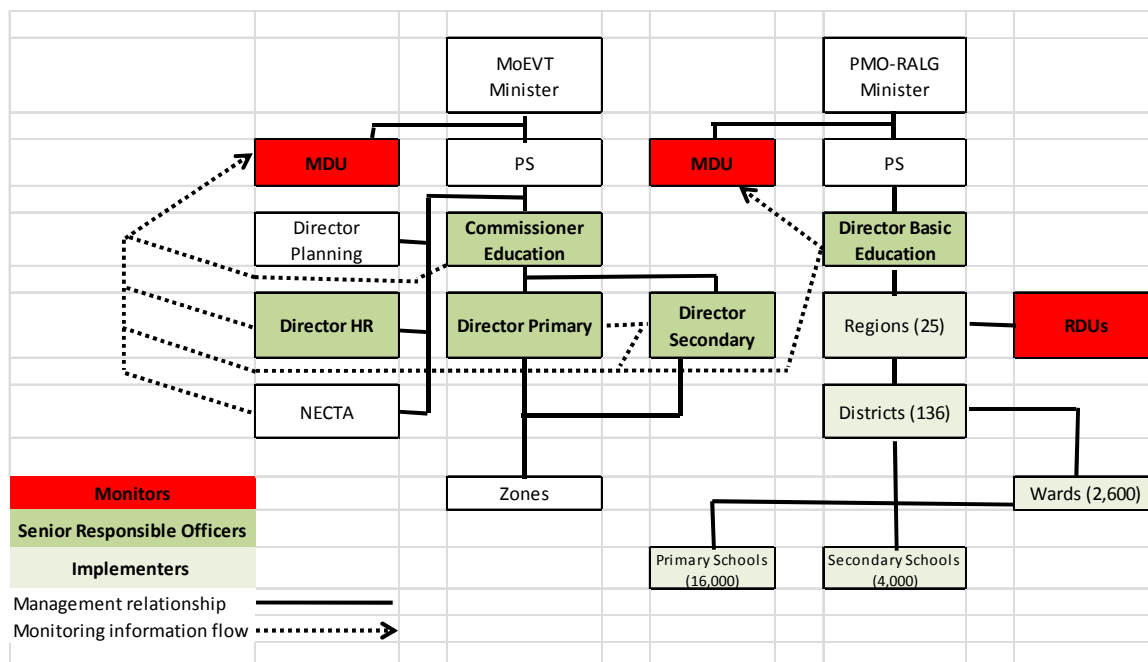 MoEVT
Minister
PMO-RALG
Minister
MDU
PS
MDU
PS
Director
Planning
Commissioner
Education
Director Basic
Education
Director HR
Director Primary
Director
Secondary
Regions (25)
RDUs
NECTA
Districts (136)
Monitors
Zones
Wards (2,600)
Senior Responsible Officers
Implementers
Primary Schools
(16,000)
Secondary Schools
(4,000)
Management relationship
Monitoring information flow